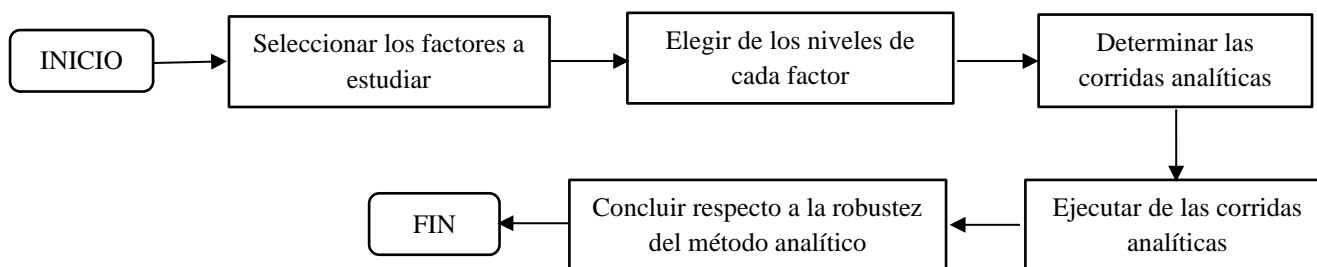 INICIO
Seleccionar los factores a
estudiar
Elegir de los niveles de
cada factor
Determinar las
corridas analíticas
Ejecutar de las corridas
analíticas
Concluir respecto a la robustez
del método analítico
FIN